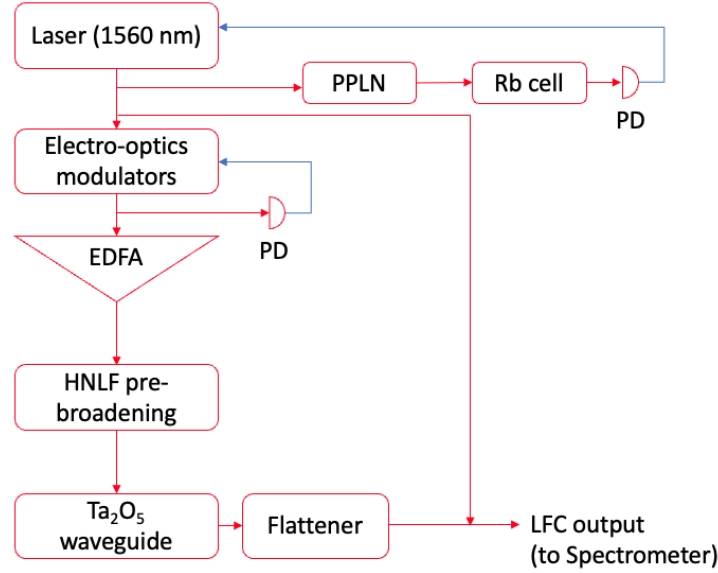 Laser (1560 nm)
PPLN
Rb cell
PD
Electro-optics
modulators
PD
EDFA
HNLF pre-
broadening
Ta₂O₅
waveguide
Flattener
LFC output
(to Spectrometer)